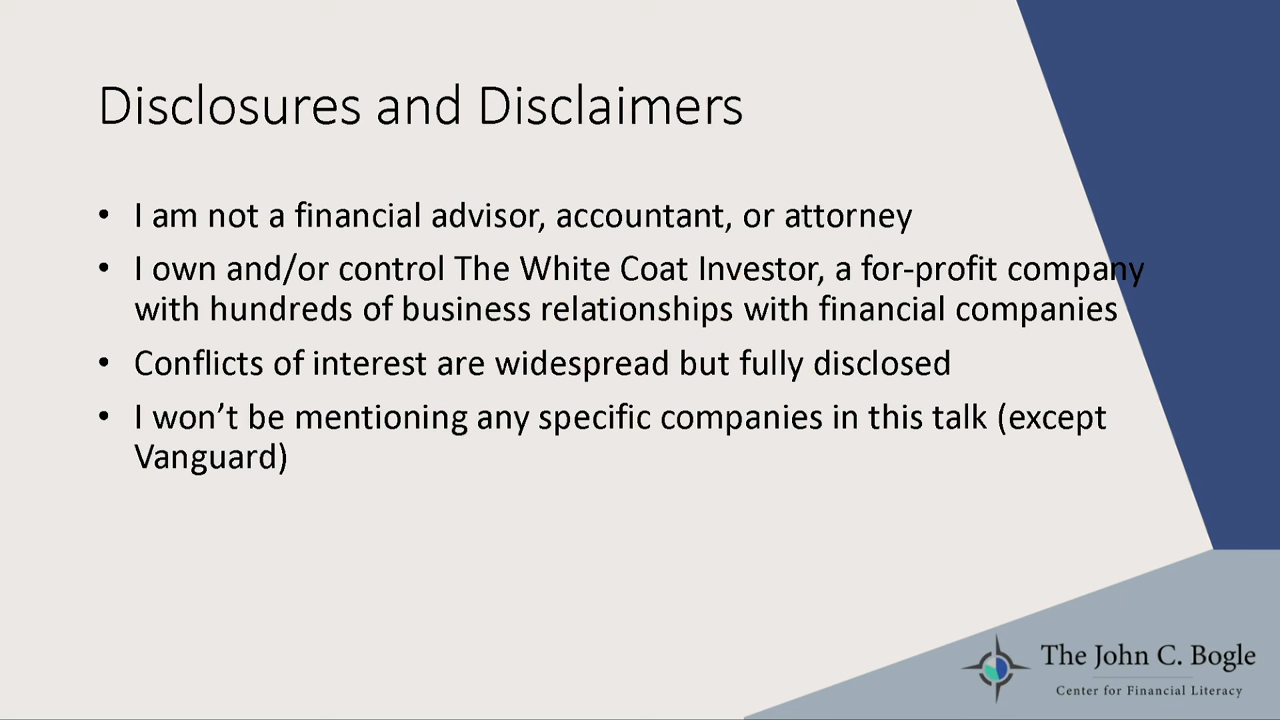 Disclosures and Disclaimers
• I am not a financial advisor, accountant, or attorney
• I own and/or control The White Coat Investor, a for-profit company
with hundreds of business relationships with financial companies
• Conflicts of interest are widespread but fully disclosed
• I won’t be mentioning any specific companies in this talk (except
Vanguard)
The John C. Bogle
Center for Financial Literacy